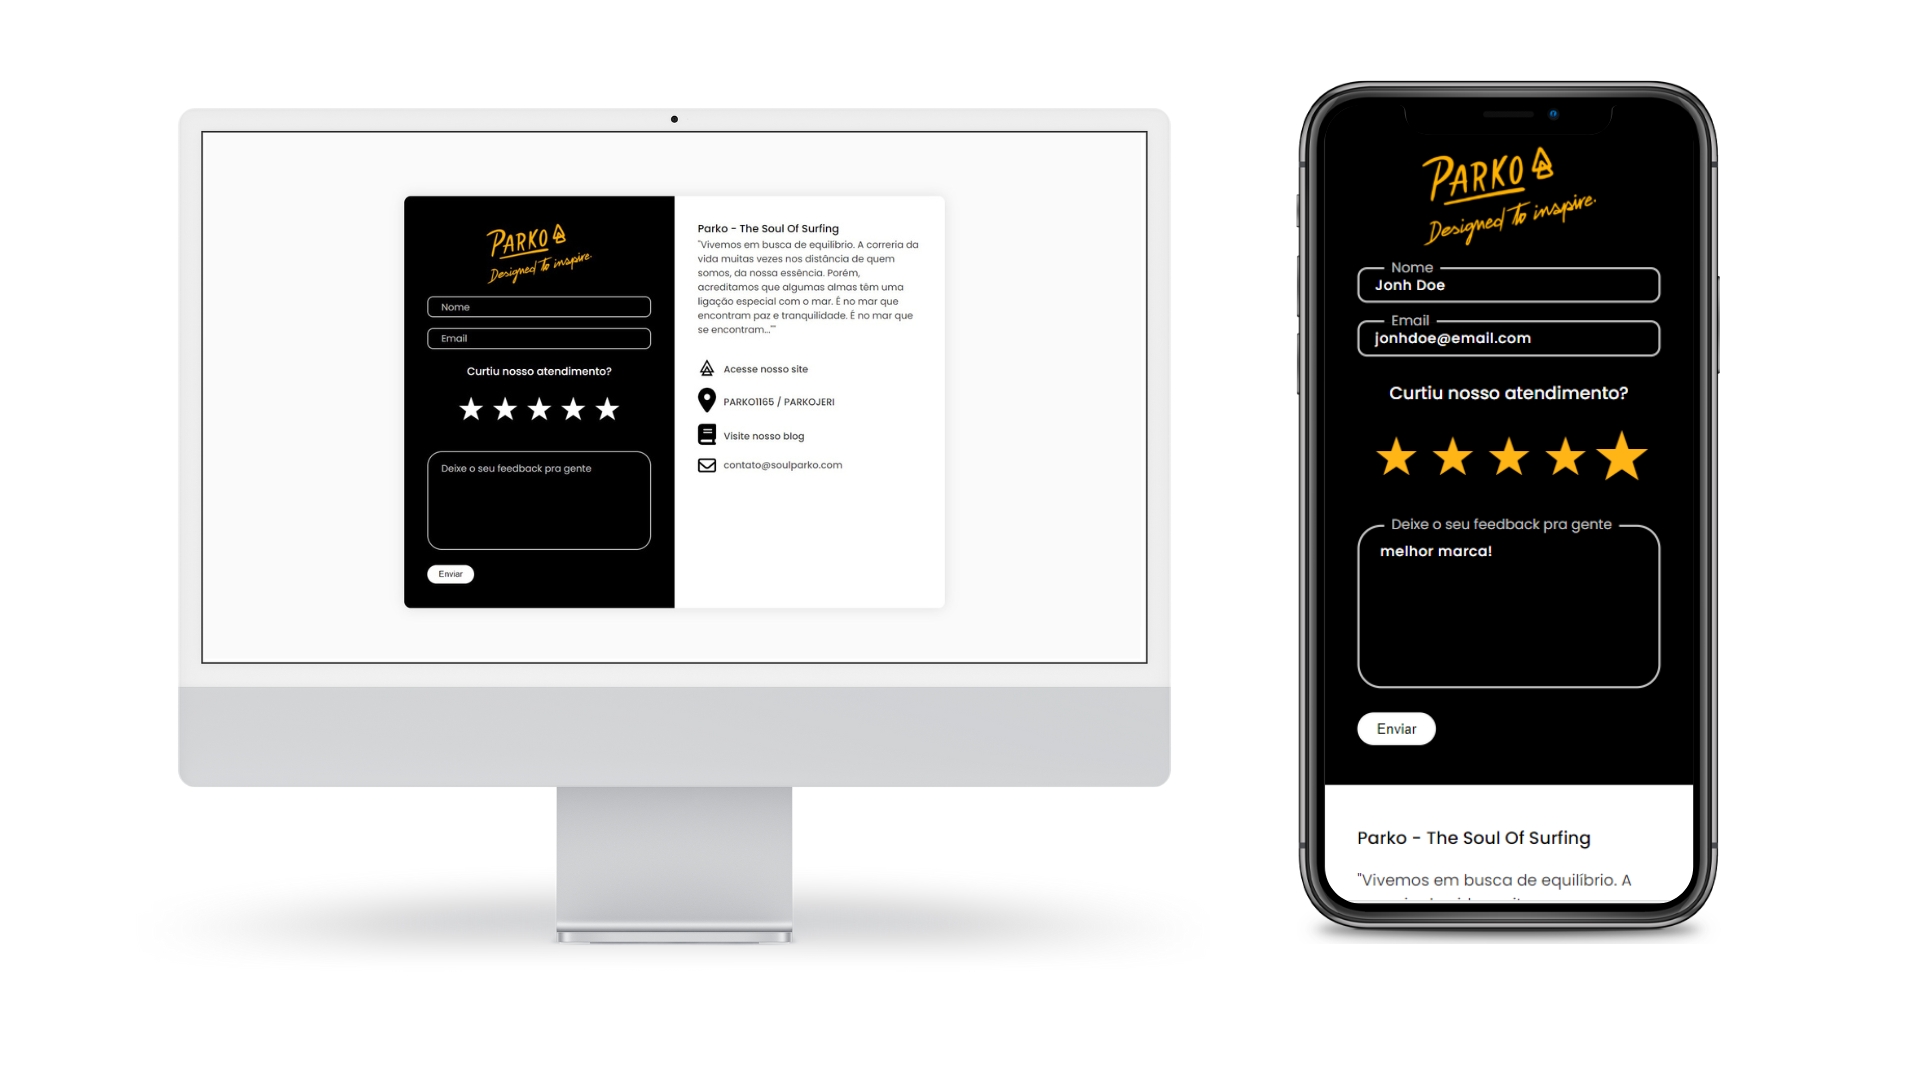 PARKO
Designed to inspire.
Nome
Email
Curtiu nosso atendimento?
Deixe o seu feedback pra gente
Enviar
Parko - The Soul Of Surfing
"Vivemos em busca de equilíbrio. A correria da
vida muitas vezes nos distância de quem
somos, da nossa essência. Porém,
acreditamos que algumas almas têm uma
ligação especial com o mar. É no mar que
encontram paz e tranquilidade. É no mar que
se encontram...""
Acesse nosso site
PARKO1165 / PARKOJERI
Visite nosso blog
contato@soulparko.com
PARKO
Designed to inspire.
Nome
Jonh Doe
Email
jonhdoe@email.com
Curtiu nosso atendimento?
Deixe o seu feedback pra gente
melhor marca!
Enviar
Parko - The Soul Of Surfing
"Vivemos em busca de equilíbrio. A